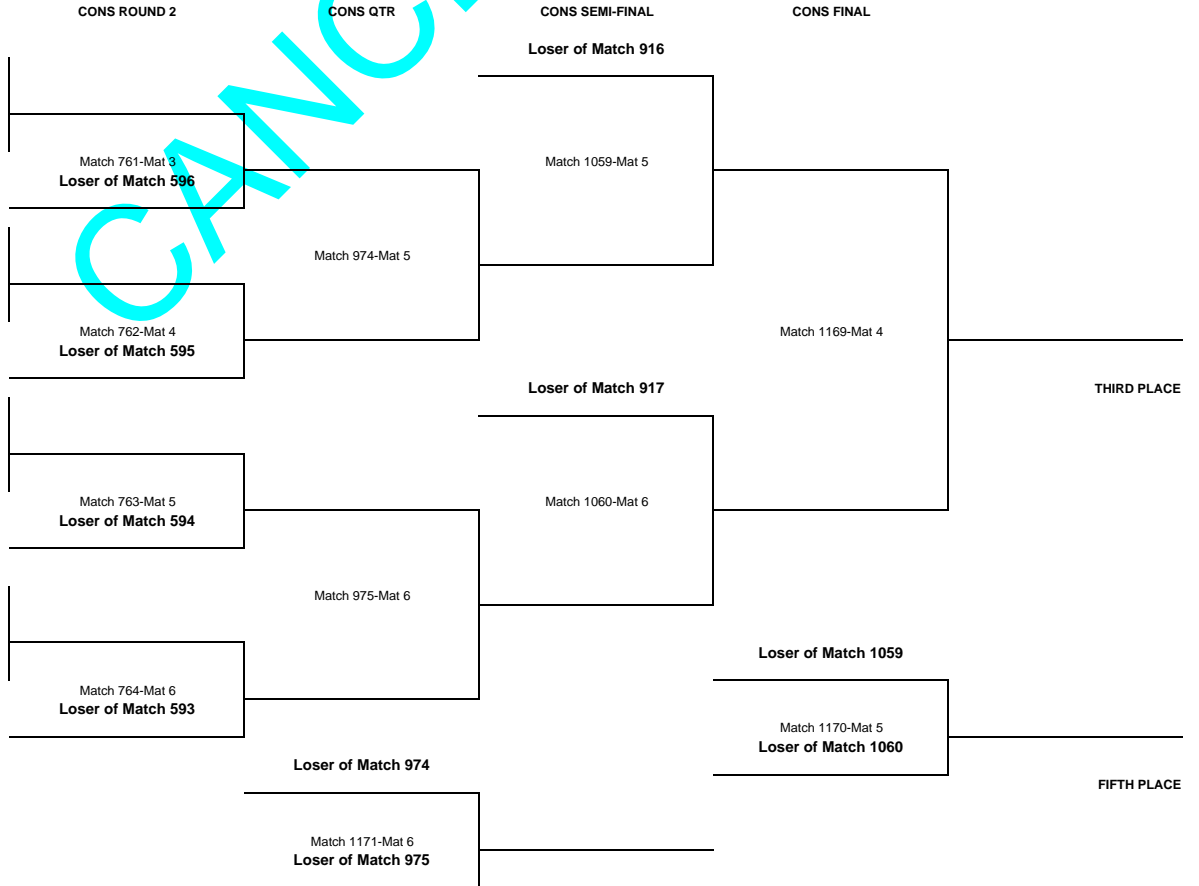 CONS ROUND 2
CONS QTR
CONS SEMI-FINAL
CONS FINAL
Loser of Match 916
Match 761-Mat 3
Loser of Match 596
Match 1059-Mat 5
Match 974-Mat 5
Match 762-Mat 4
Loser of Match 595
Match 1169-Mat 4
Loser of Match 917
THIRD PLACE
Match 763-Mat 5
Loser of Match 594
Match 1060-Mat 6
Match 975-Mat 6
Loser of Match 1059
Match 764-Mat 6
Loser of Match 593
Match 1170-Mat 5
Loser of Match 1060
Loser of Match 974
FIFTH PLACE
Match 1171-Mat 6
Loser of Match 975
CANC